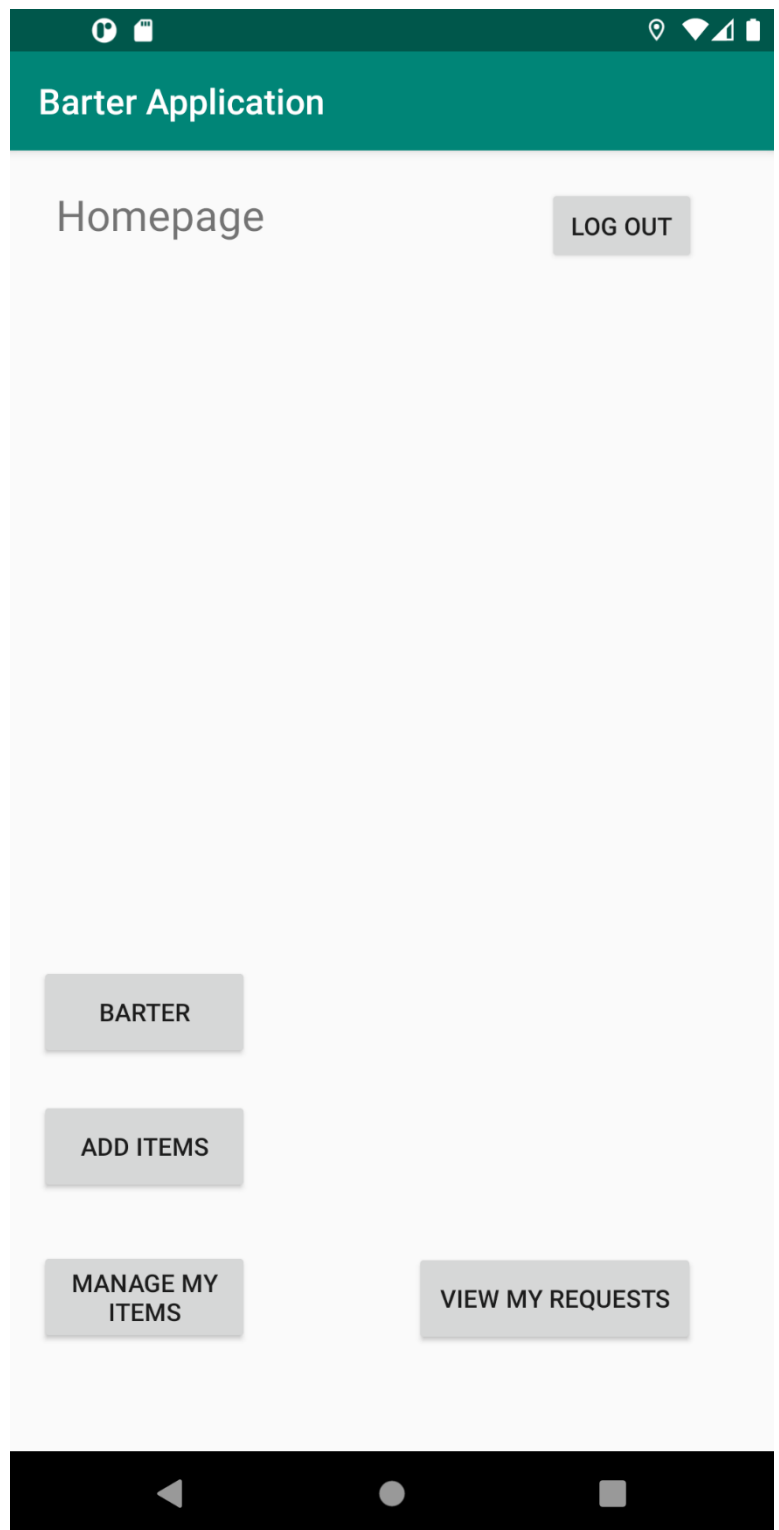 Barter Application
Homepage
LOG OUT
BARTER
ADD ITEMS
MANAGE MY
ITEMS
VIEW MY REQUESTS